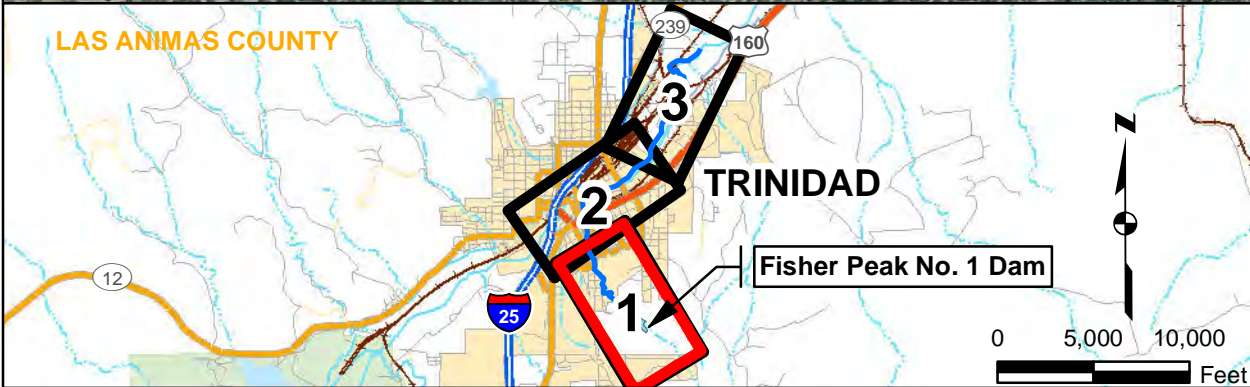 LAS ANIMAS COUNTY
239
160
3
TRINIDAD
N
2
12
Fisher Peak No. 1 Dam
25
1
0 5,000 10,000
Feet